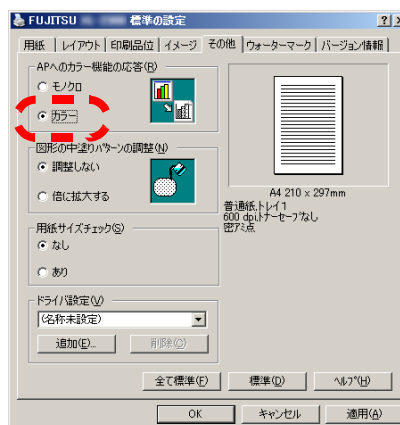 FUJITSU 標準の設定
用紙 レイアウト 印刷品位 イメージ その他 ウォーターマーク バージョン情報
APへのカラー機能の応答(R)
モノクロ
カラー
図形の中塗りパターンの調整(N)
調整しない
倍に拡大する
A4 210 x 297mm
普通紙,トレイ1
600 dpi,トナーセーブなし
密アミ点
用紙サイズチェック(S)
なし
あり
ドライバ設定(V)
(名称未設定)
追加(E)... 削除(C)
全て標準(F) 標準(D) ヘルプ(H)
OK キャンセル 適用(A)